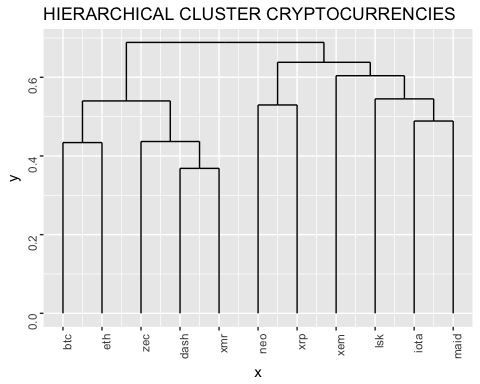 HIERARCHICAL CLUSTER CRYPTOCURRENCIES
y
0.6
0.4
0.2
0.0
btc eth zec dash xmr neo xrp xem lsk iota maid
x